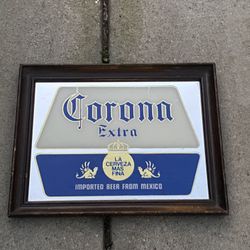 Corona
Extra
LA
CERVEZA
MAS
FINA
IMPORTED BEER FROM MEXICO